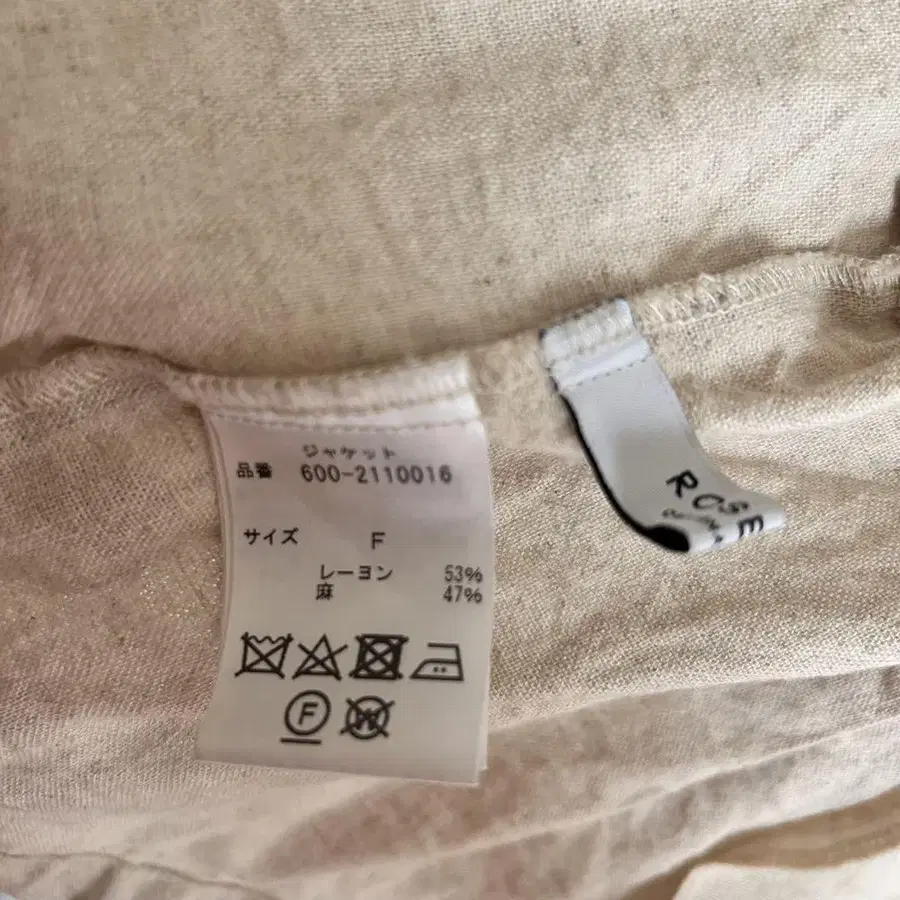 ジャケット
品番 600-2110016
サイズ F
レーヨン 53%
麻 47%
F
W
ROSE